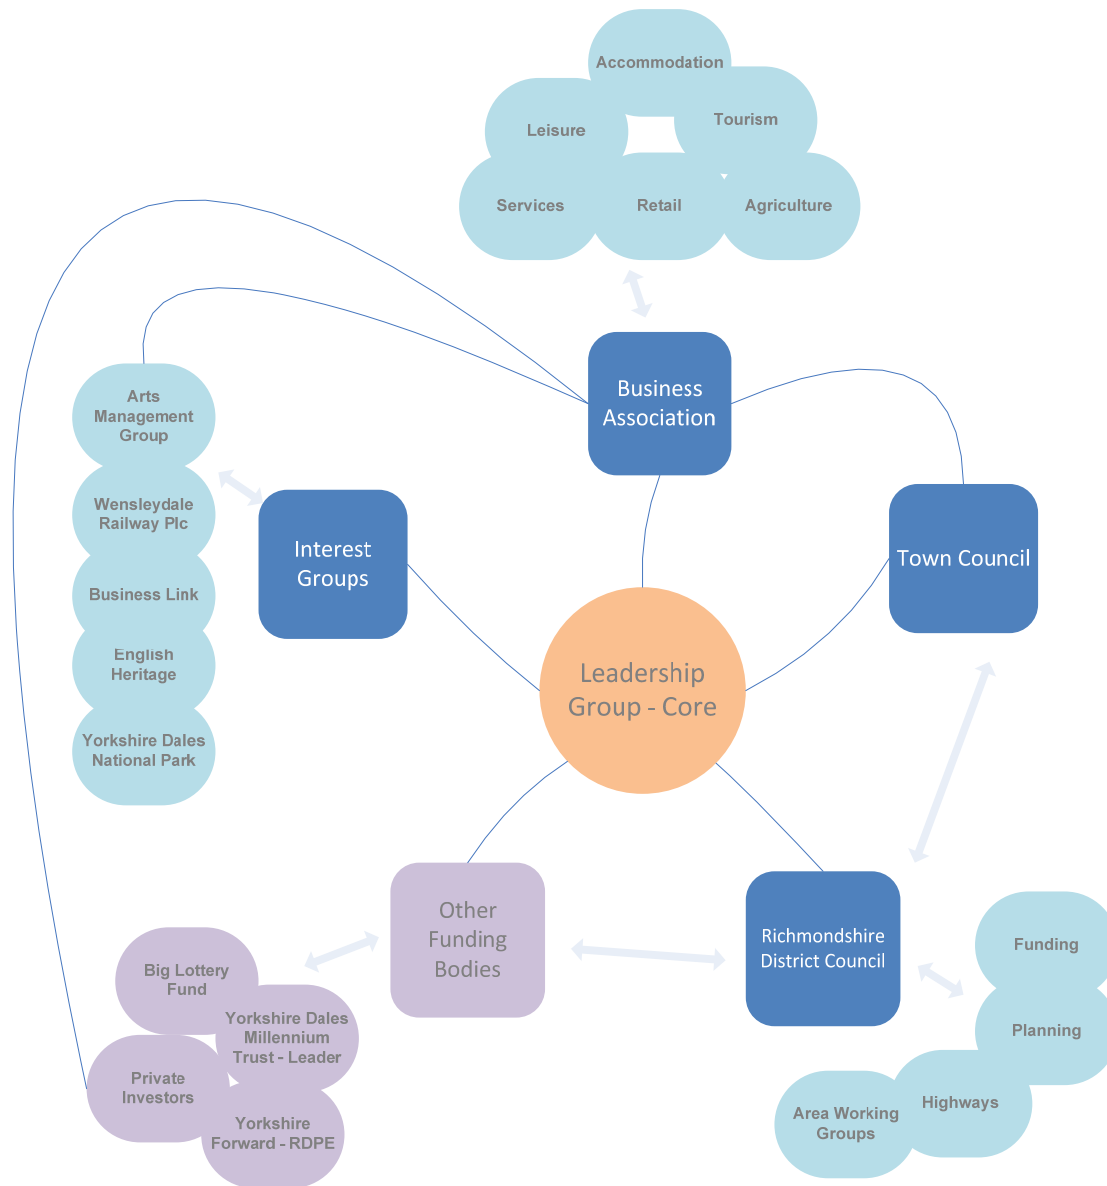 Accommodation
Leisure
Tourism
Services
Retail
Agriculture
Business
Association
Arts
Management
Group
Wensleydale
Railway Plc
Business Link
English
Heritage
Yorkshire Dales
National Park
Interest
Groups
Town Council
Leadership
Group - Core
Other
Funding
Bodies
Richmondshire
District Council
Big Lottery
Fund
Yorkshire Dales
Millennium
Trust - Leader
Private
Investors
Yorkshire
Forward - RDPE
Funding
Planning
Highways
Area Working
Groups